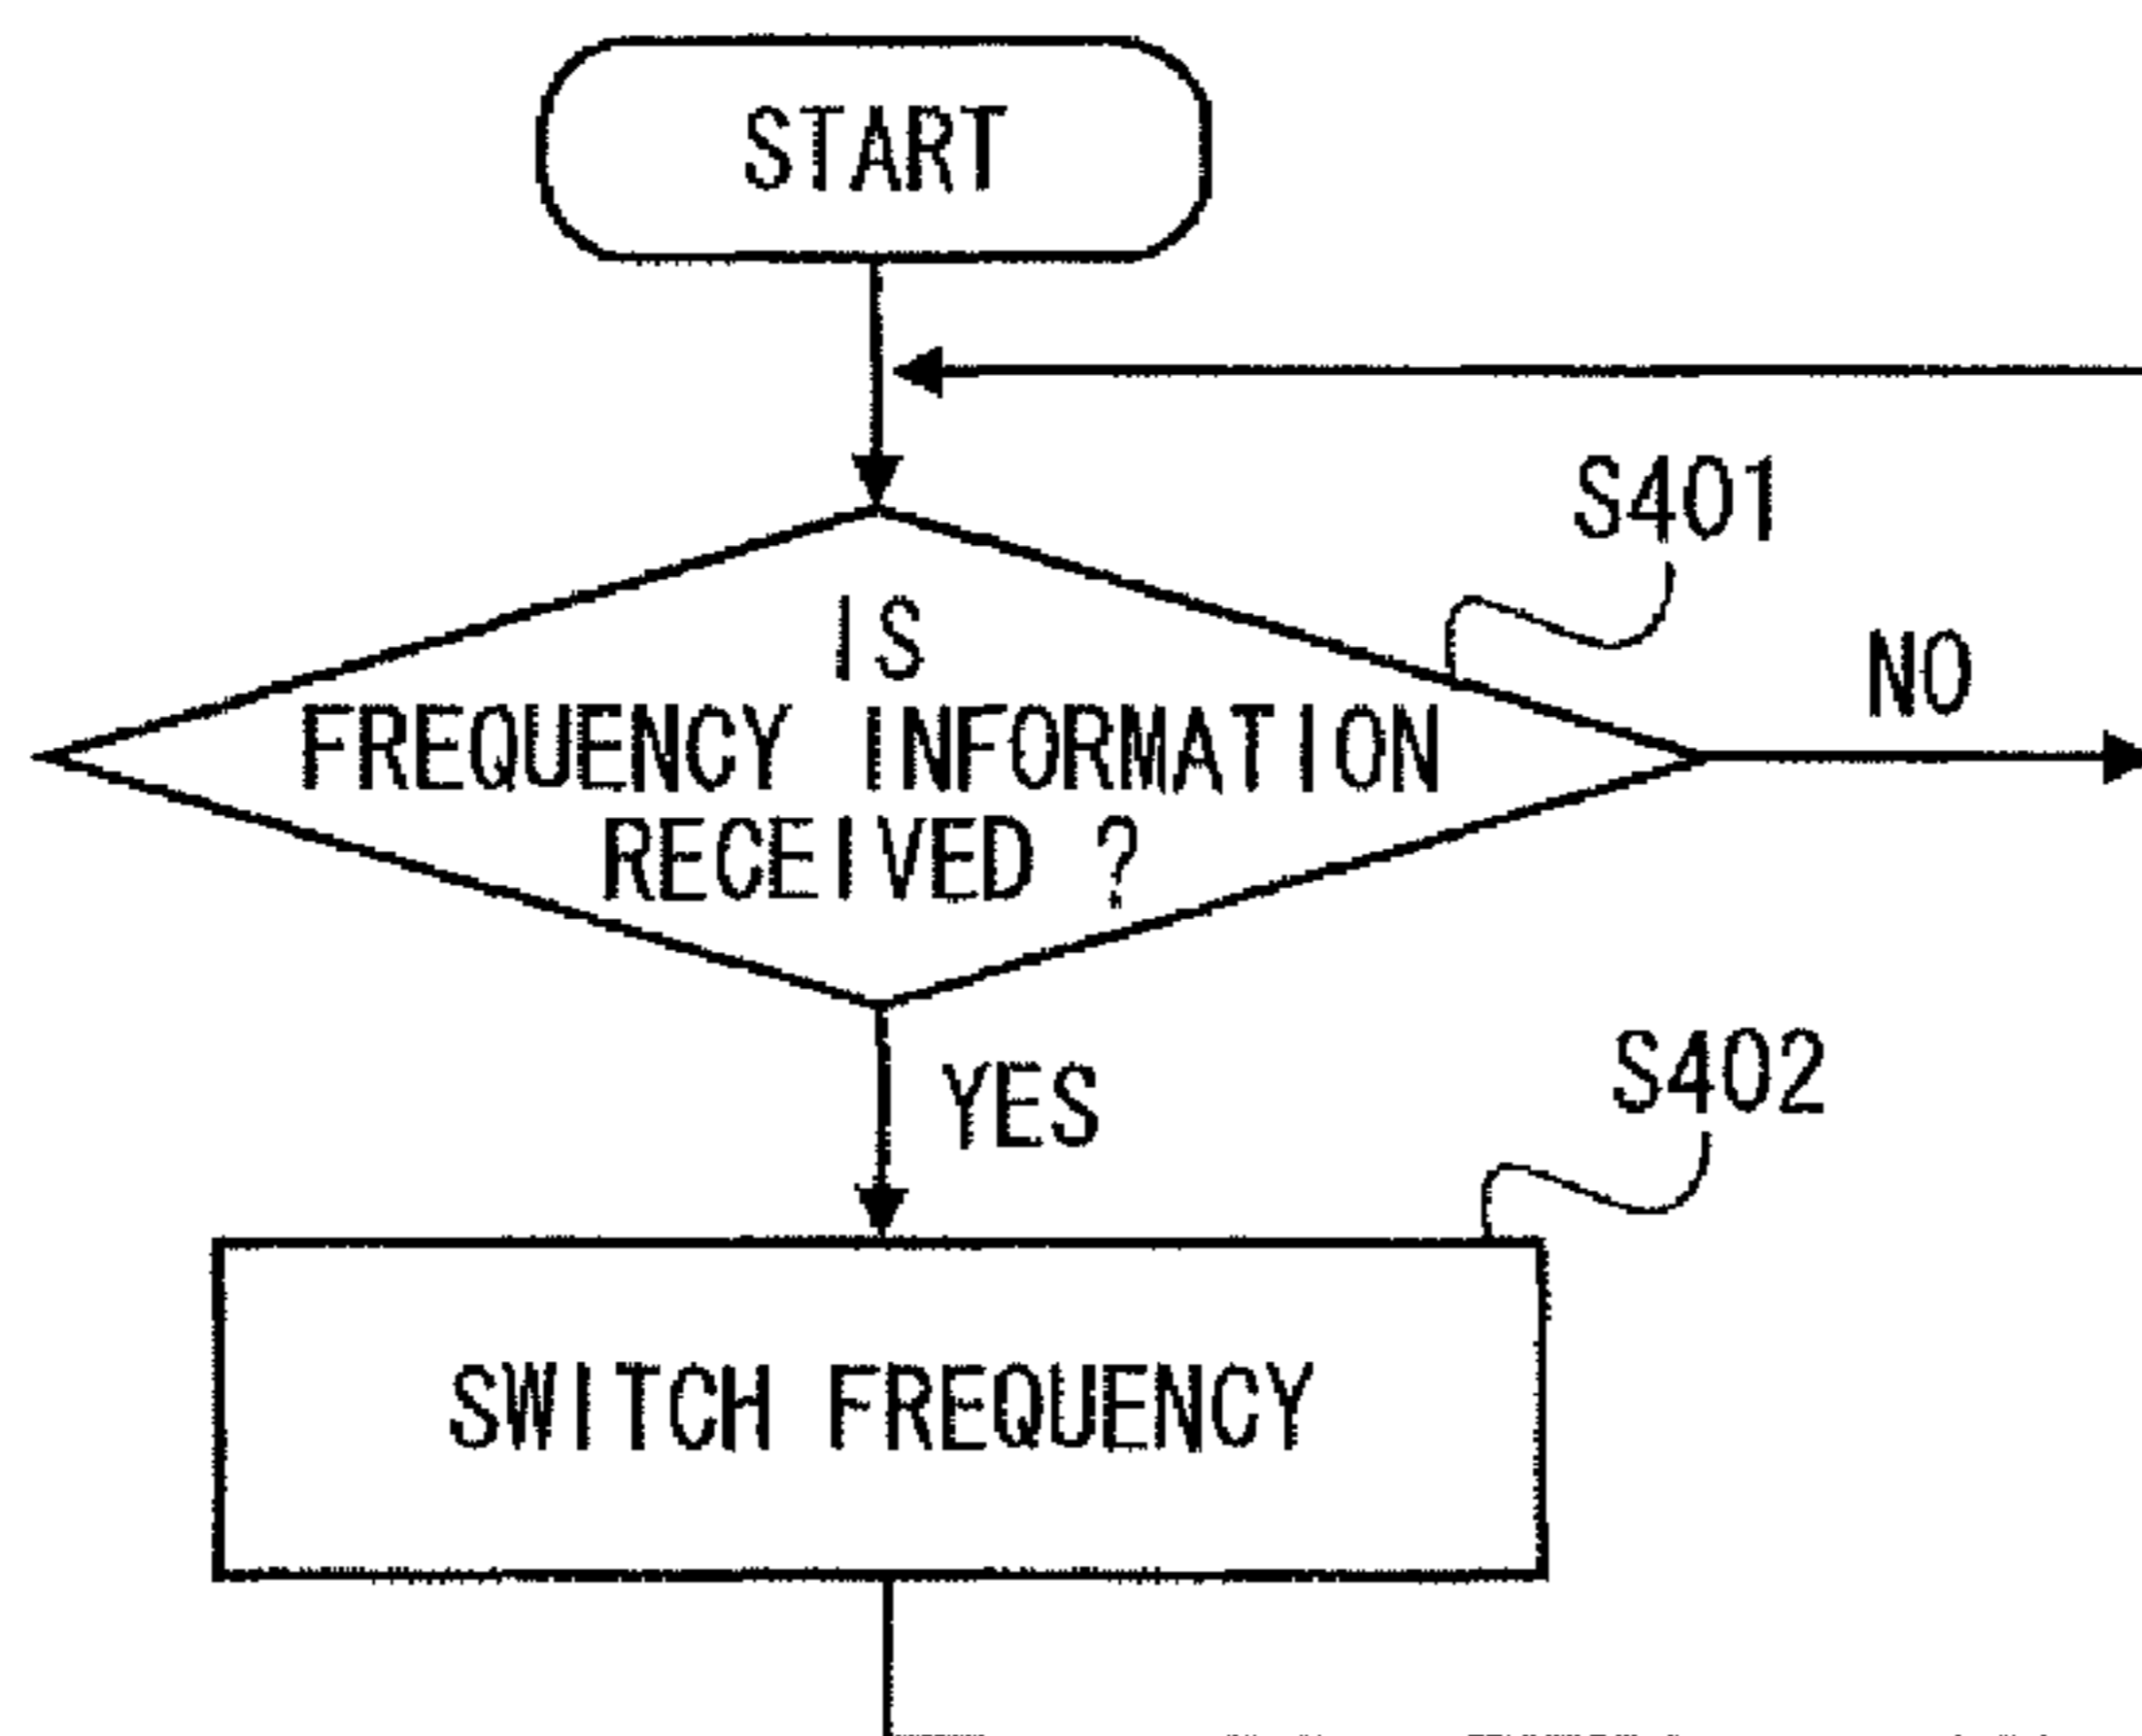 START
S401
IS
FREQUENCY INFORMATION
RECEIVED ?
NO
YES
S402
SWITCH FREQUENCY